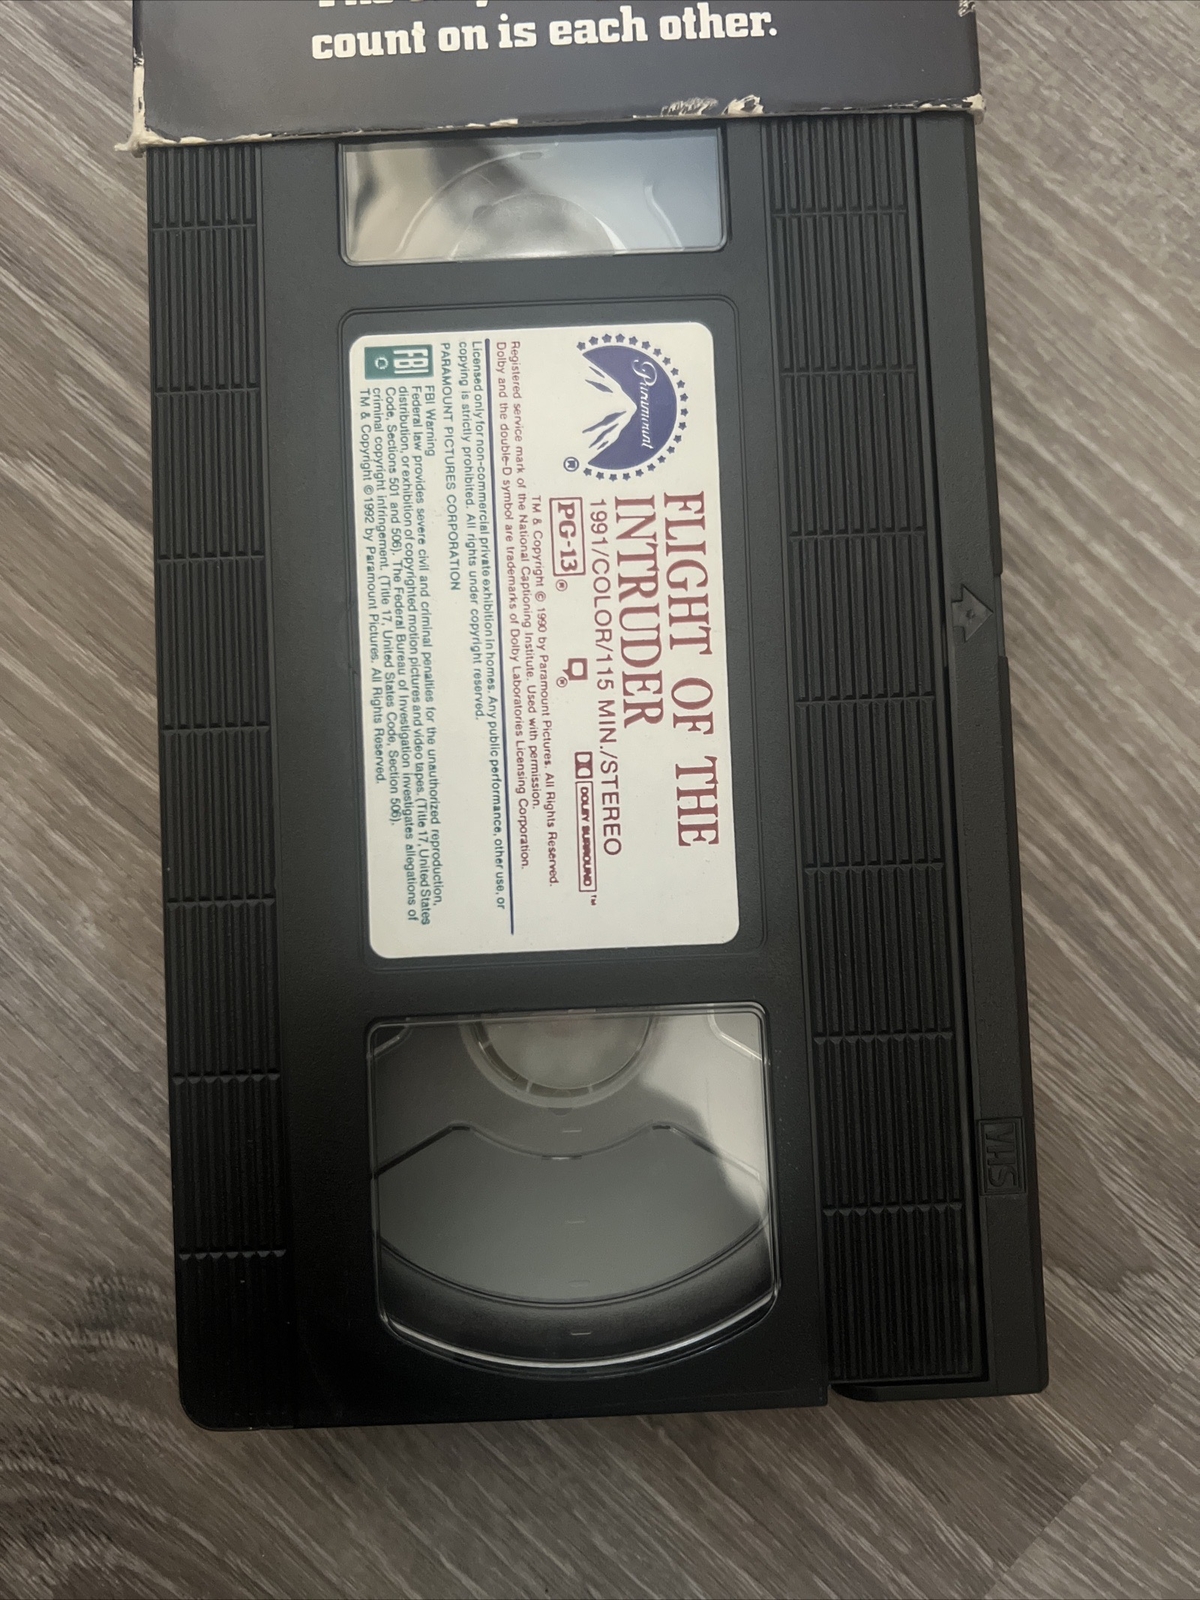 count on is each other.
Paramount
®
FLIGHT OF THE
INTRUDER
1991/COLOR/115 MIN./STEREO
PG-13 ® ® DOLBY SURROUND ™
TM & Copyright © 1990 by Paramount Pictures. All Rights Reserved.
Registered service mark of the National Captioning Institute. Used with permission.
Dolby and the double-D symbol are trademarks of Dolby Laboratories Licensing Corporation.
Licensed only for non-commercial private exhibition in homes. Any public performance, other use, or
copying is strictly prohibited. All rights under copyright reserved.
PARAMOUNT PICTURES CORPORATION
FBI
FBI Warning
Federal law provides severe civil and criminal penalties for the unauthorized reproduction,
distribution, or exhibition of copyrighted motion pictures and video tapes. (Title 17, United States
Code, Sections 501 and 506). The Federal Bureau of Investigation investigates allegations of
criminal copyright infringement. (Title 17, United States Code, Section 506).
TM & Copyright © 1992 by Paramount Pictures. All Rights Reserved.
VHS